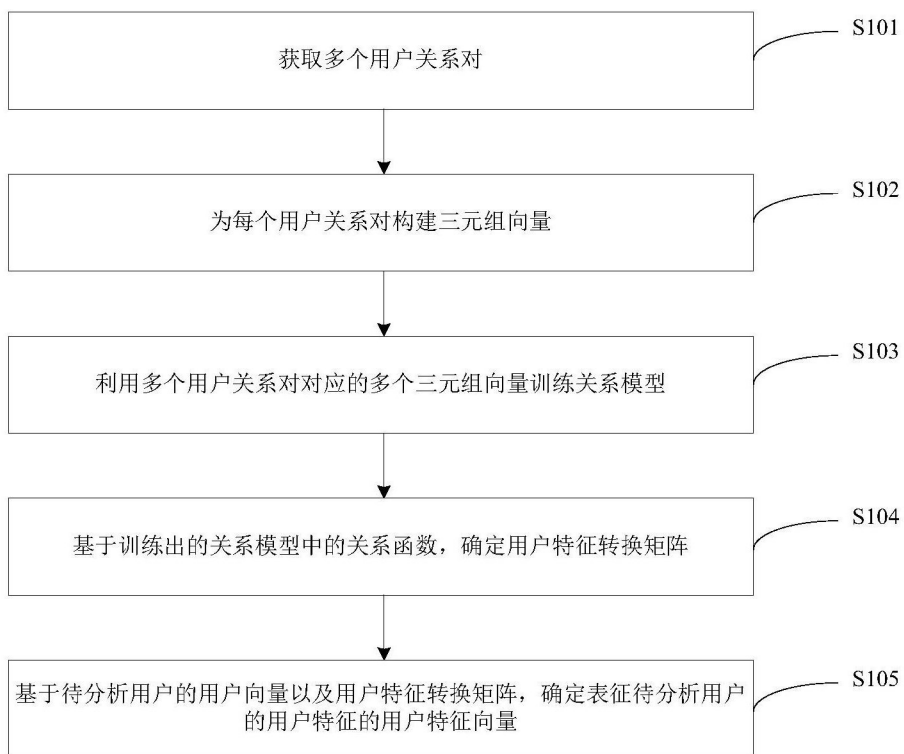 获取多个用户关系对
S101
为每个用户关系对构建三元组向量
S102
利用多个用户关系对对应的多个三元组向量训练关系模型
S103
基于训练出的关系模型中的关系函数，确定用户特征转换矩阵
S104
基于待分析用户的用户向量以及用户特征转换矩阵，确定表征待分析用户
的用户特征的用户特征向量
S105